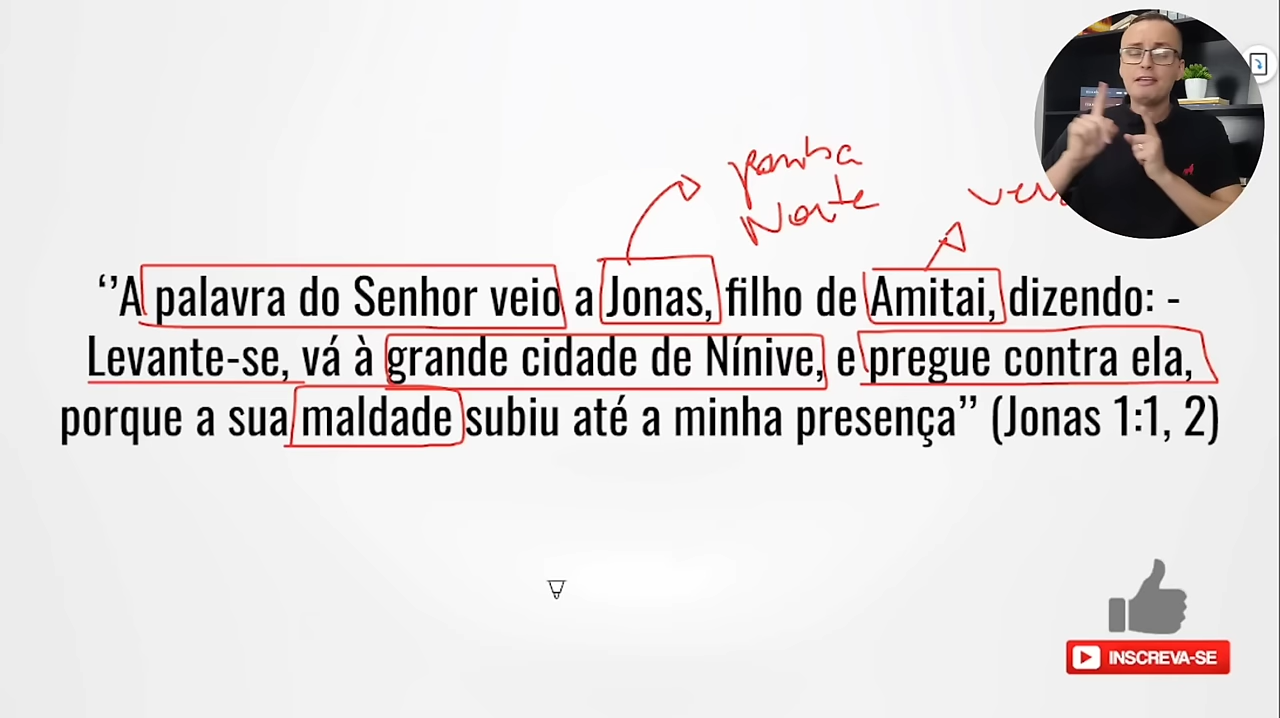 pomba
Norte
‘’A palavra do Senhor veio a Jonas, filho de Amitai, dizendo: -
Levante-se, vá à grande cidade de Nínive, e pregue contra ela,
porque a sua maldade subiu até a minha presença’’ (Jonas 1:1, 2)
INSCREVA-SE